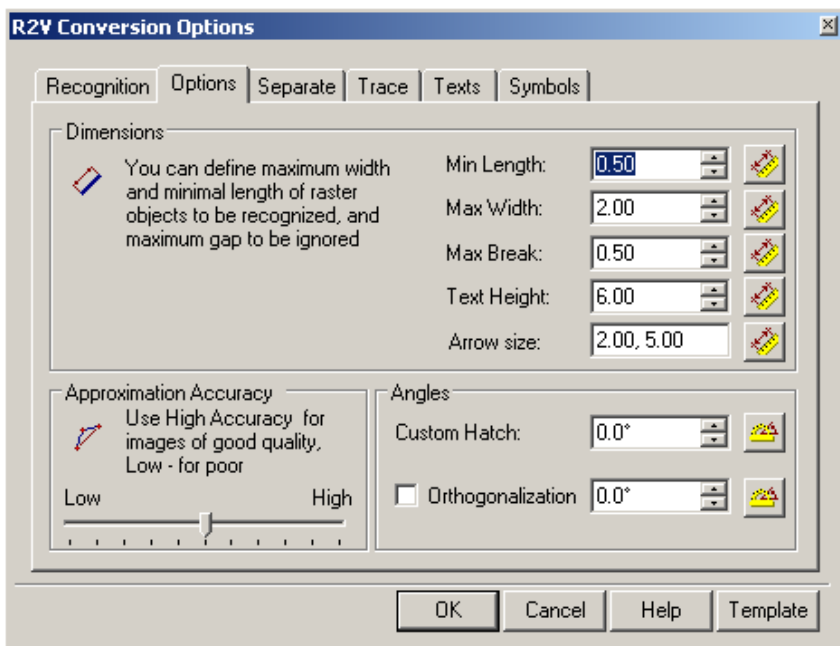 R2V Conversion Options
Recognition Options Separate Trace Texts Symbols
Dimensions
You can define maximum width
and minimal length of raster
objects to be recognized, and
maximum gap to be ignored
Min Length: 0.50
Max Width: 2.00
Max Break: 0.50
Text Height: 6.00
Arrow size: 2.00, 5.00
Approximation Accuracy
Use High Accuracy for
images of good quality,
Low - for poor
Low High
Angles
Custom Hatch: 0.0°
Orthogonalization 0.0°
OK Cancel Help Template